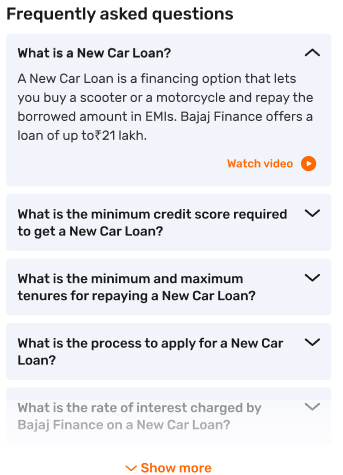 Frequently asked questions
What is a New Car Loan?
A New Car Loan is a financing option that lets
you buy a scooter or a motorcycle and repay the
borrowed amount in EMIs. Bajaj Finance offers a
loan of up to₹21 lakh.
Watch video
What is the minimum credit score required
to get a New Car Loan?
What is the minimum and maximum
tenures for repaying a New Car Loan?
What is the process to apply for a New Car
Loan?
What is the rate of interest charged by
Bajaj Finance on a New Car Loan?
Show more